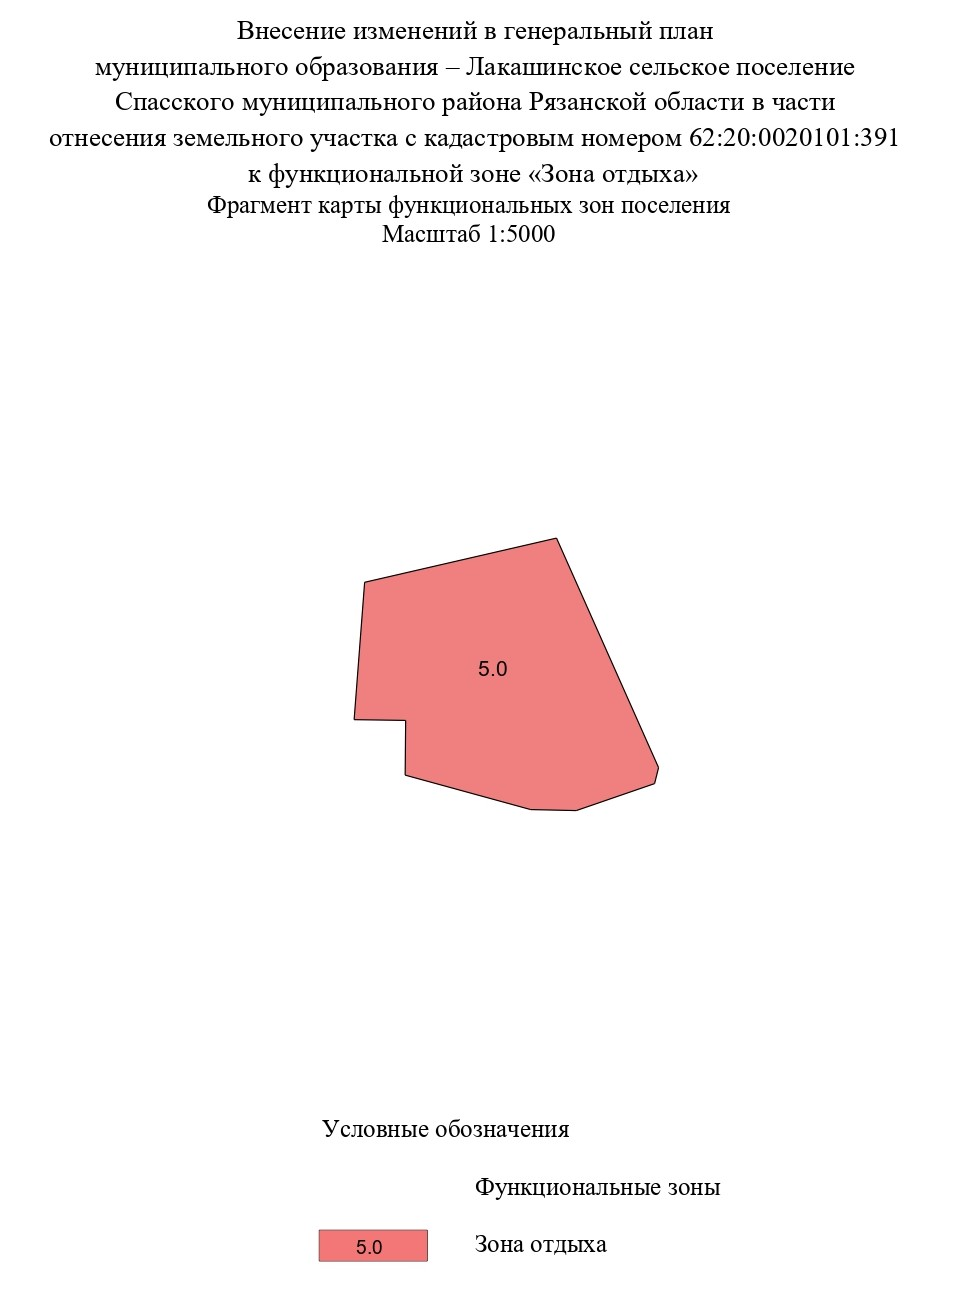 Внесение изменений в генеральный план
муниципального образования – Лакашинское сельское поселение
Спасского муниципального района Рязанской области в части
отнесения земельного участка с кадастровым номером 62:20:0020101:391
к функциональной зоне «Зона отдыха»
Фрагмент карты функциональных зон поселения
Масштаб 1:5000
5.0
Условные обозначения
Функциональные зоны
5.0 Зона отдыха